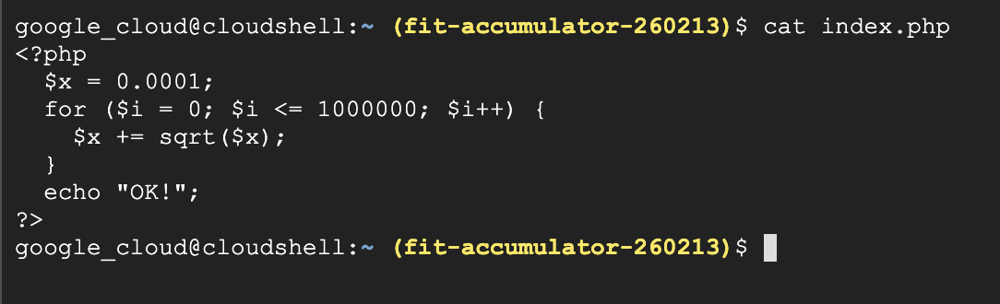 google_cloud@cloudshell:~ (fit-accumulator-260213)$ cat index.php
<?php
  $x = 0.0001;
  for ($i = 0; $i <= 1000000; $i++) {
    $x += sqrt($x);
  }
  echo "OK!";
?>
google_cloud@cloudshell:~ (fit-accumulator-260213)$